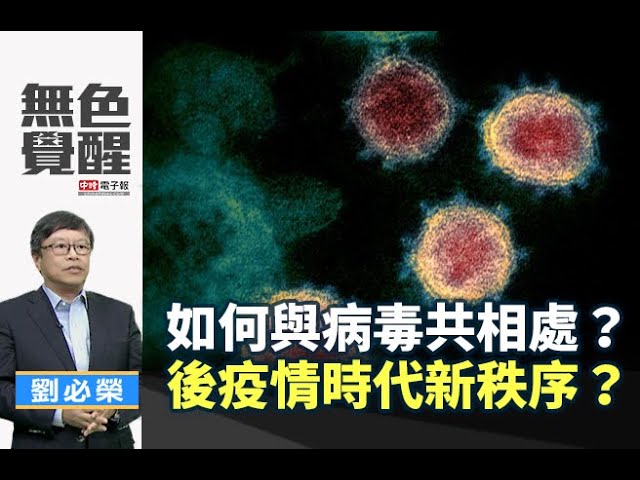 無色
覺醒
中時 電子報
劉必榮
如何與病毒共相處？
後疫情時代新秩序？